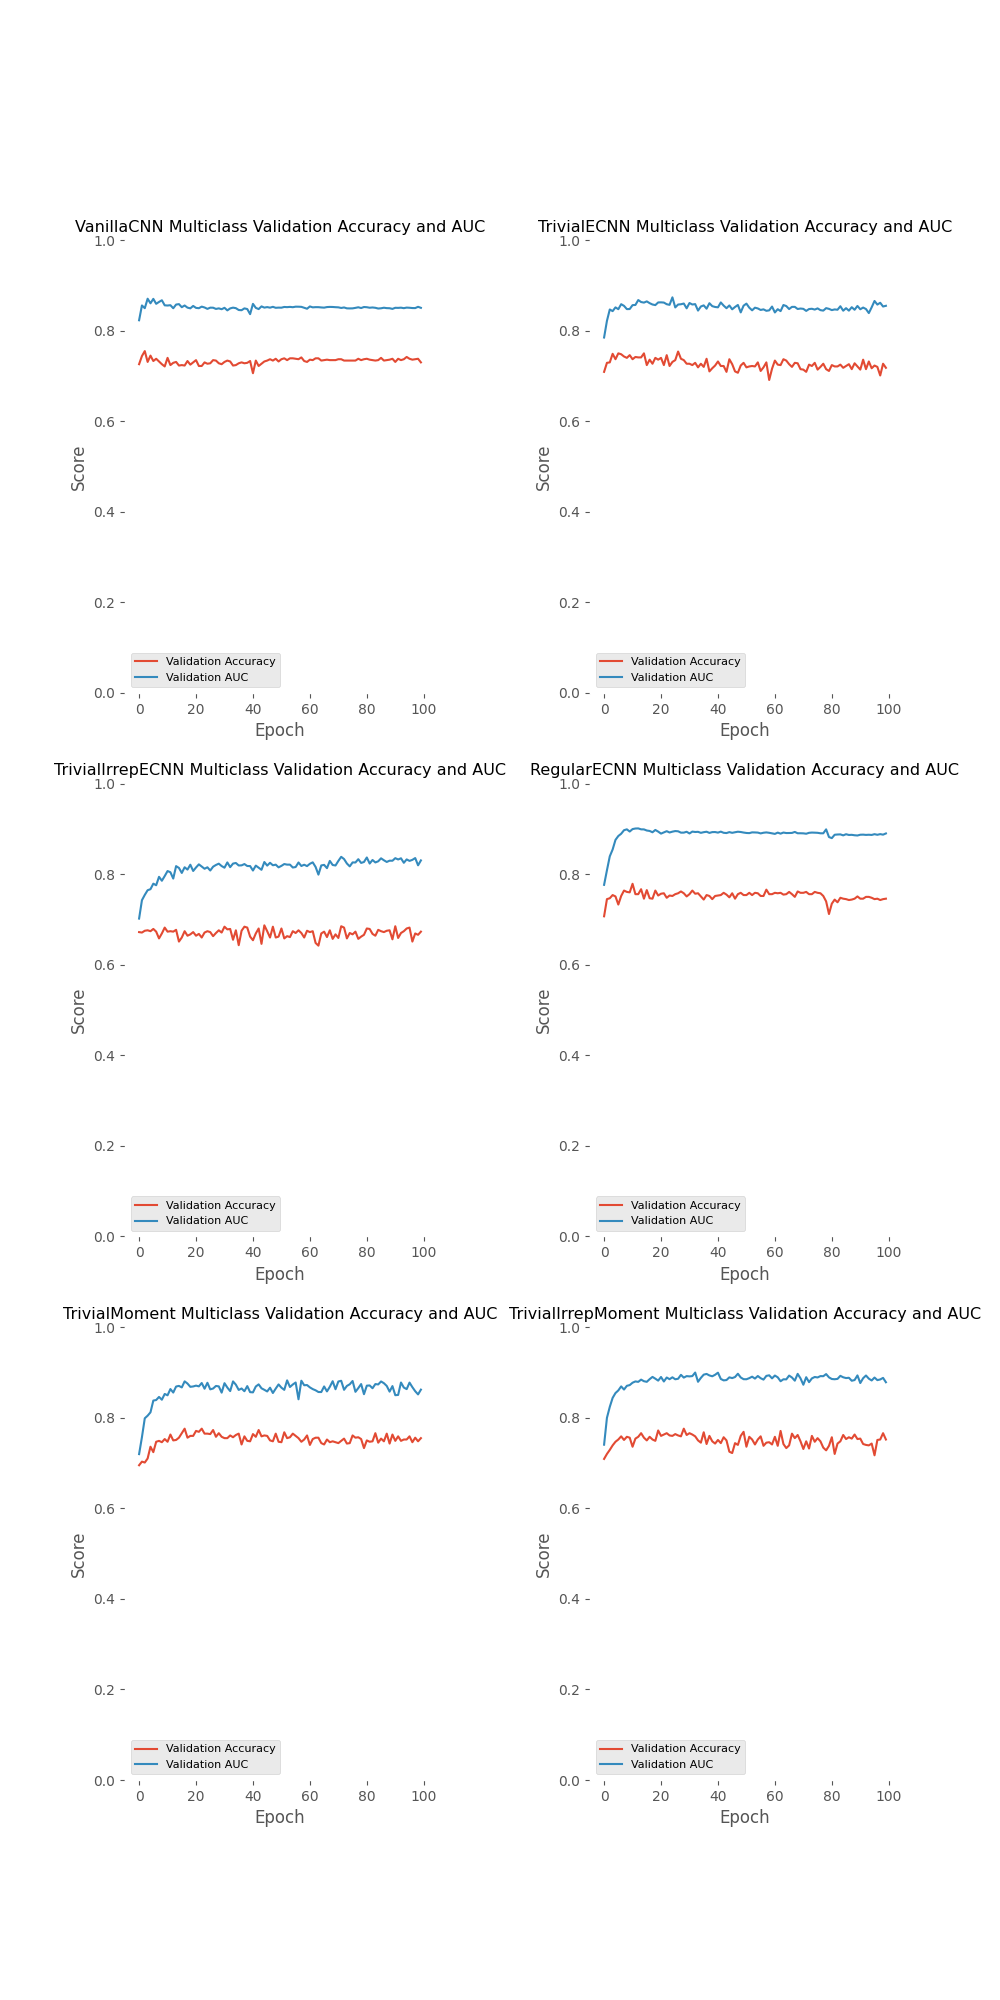 VanillaCNN Multiclass Validation Accuracy and AUC
1.0
0.8
0.6
0.4
0.2
0.0
Score
Validation Accuracy
Validation AUC
0 20 40 60 80 100
Epoch
TrivialECNN Multiclass Validation Accuracy and AUC
1.0
0.8
0.6
0.4
0.2
0.0
Score
Validation Accuracy
Validation AUC
0 20 40 60 80 100
Epoch
TrivialIrrepECNN Multiclass Validation Accuracy and AUC
1.0
0.8
0.6
0.4
0.2
0.0
Score
Validation Accuracy
Validation AUC
0 20 40 60 80 100
Epoch
RegularECNN Multiclass Validation Accuracy and AUC
1.0
0.8
0.6
0.4
0.2
0.0
Score
Validation Accuracy
Validation AUC
0 20 40 60 80 100
Epoch
TrivialMoment Multiclass Validation Accuracy and AUC
1.0
0.8
0.6
0.4
0.2
0.0
Score
Validation Accuracy
Validation AUC
0 20 40 60 80 100
Epoch
TrivialIrrepMoment Multiclass Validation Accuracy and AUC
1.0
0.8
0.6
0.4
0.2
0.0
Score
Validation Accuracy
Validation AUC
0 20 40 60 80 100
Epoch